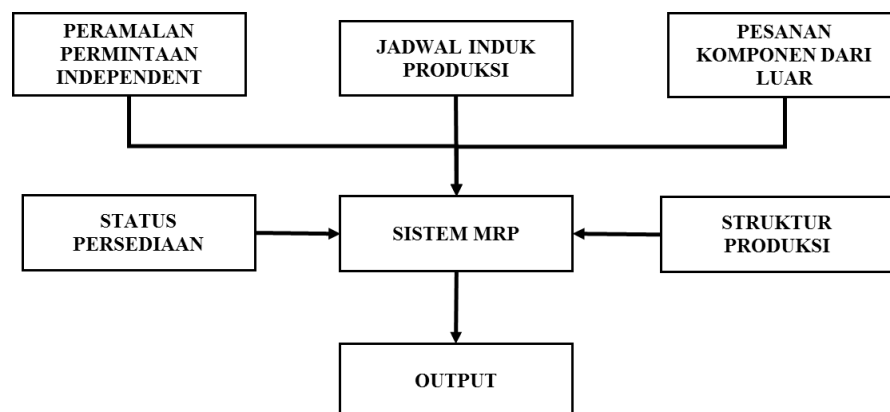 PERAMALAN
PERMINTAAN
INDEPENDENT
JADWAL INDUK
PRODUKSI
PESANAN
KOMPONEN DARI
LUAR
STATUS
PERSEDIAAN
SISTEM MRP
STRUKTUR
PRODUKSI
OUTPUT